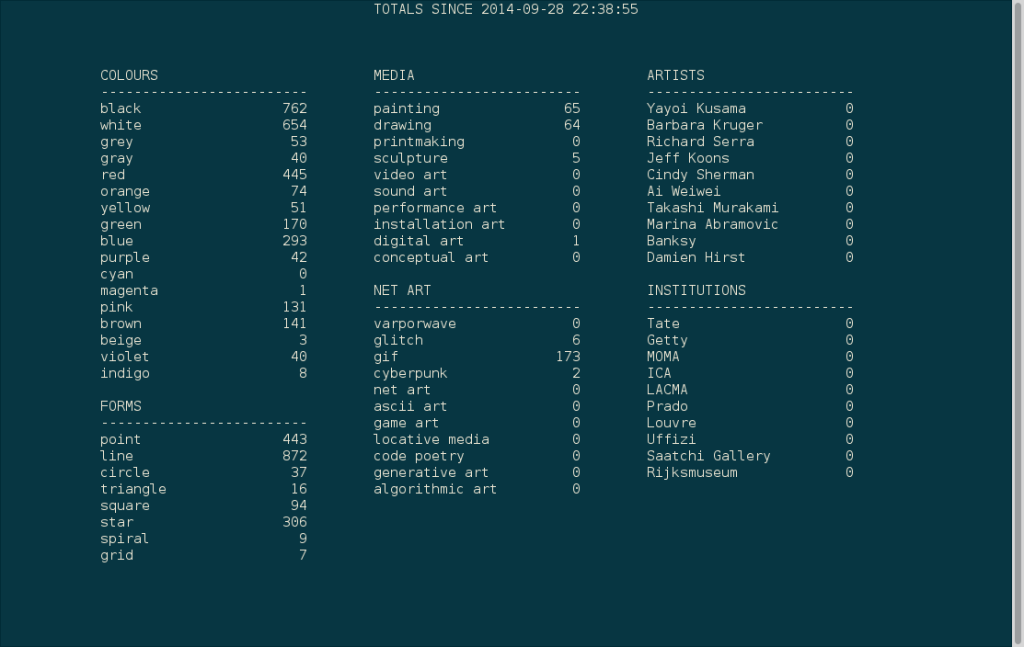 TOTALS SINCE 2014-09-28 22:38:55
COLOURS
-------------------------
black 762
white 654
grey 53
gray 40
red 445
orange 74
yellow 51
green 170
blue 293
purple 42
cyan 0
magenta 1
pink 131
brown 141
beige 3
violet 40
indigo 8
FORMS
-------------------------
point 443
line 872
circle 37
triangle 16
square 94
star 306
spiral 9
grid 7
MEDIA
-------------------------
painting 65
drawing 64
printmaking 0
sculpture 5
video art 0
sound art 0
performance art 0
installation art 0
digital art 1
conceptual art 0
NET ART
-------------------------
varporwave 0
glitch 6
gif 173
cyberpunk 2
net art 0
ascii art 0
game art 0
locative media 0
code poetry 0
generative art 0
algorithmic art 0
ARTISTS
-------------------------
Yayoi Kusama 0
Barbara Kruger 0
Richard Serra 0
Jeff Koons 0
Cindy Sherman 0
Ai Weiwei 0
Takashi Murakami 0
Marina Abramovic 0
Banksy 0
Damien Hirst 0
INSTITUTIONS
-------------------------
Tate 0
Getty 0
MOMA 0
ICA 0
LACMA 0
Prado 0
Louvre 0
Uffizi 0
Saatchi Gallery 0
Rijksmuseum 0